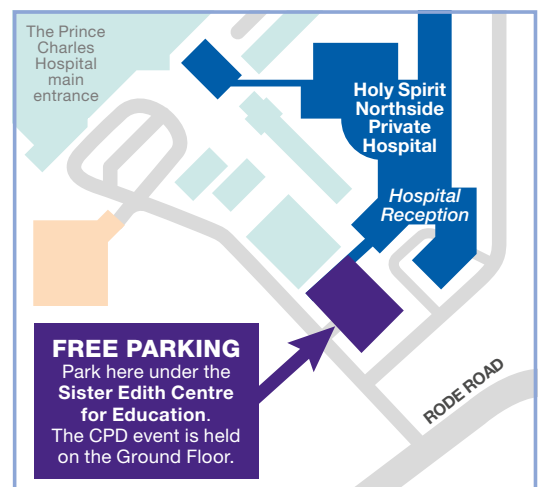 The Prince
Charles
Hospital
main
entrance
Holy Spirit
Northside
Private
Hospital
Hospital
Reception
FREE PARKING
Park here under the
Sister Edith Centre
for Education.
The CPD event is held
on the Ground Floor.
RODE ROAD